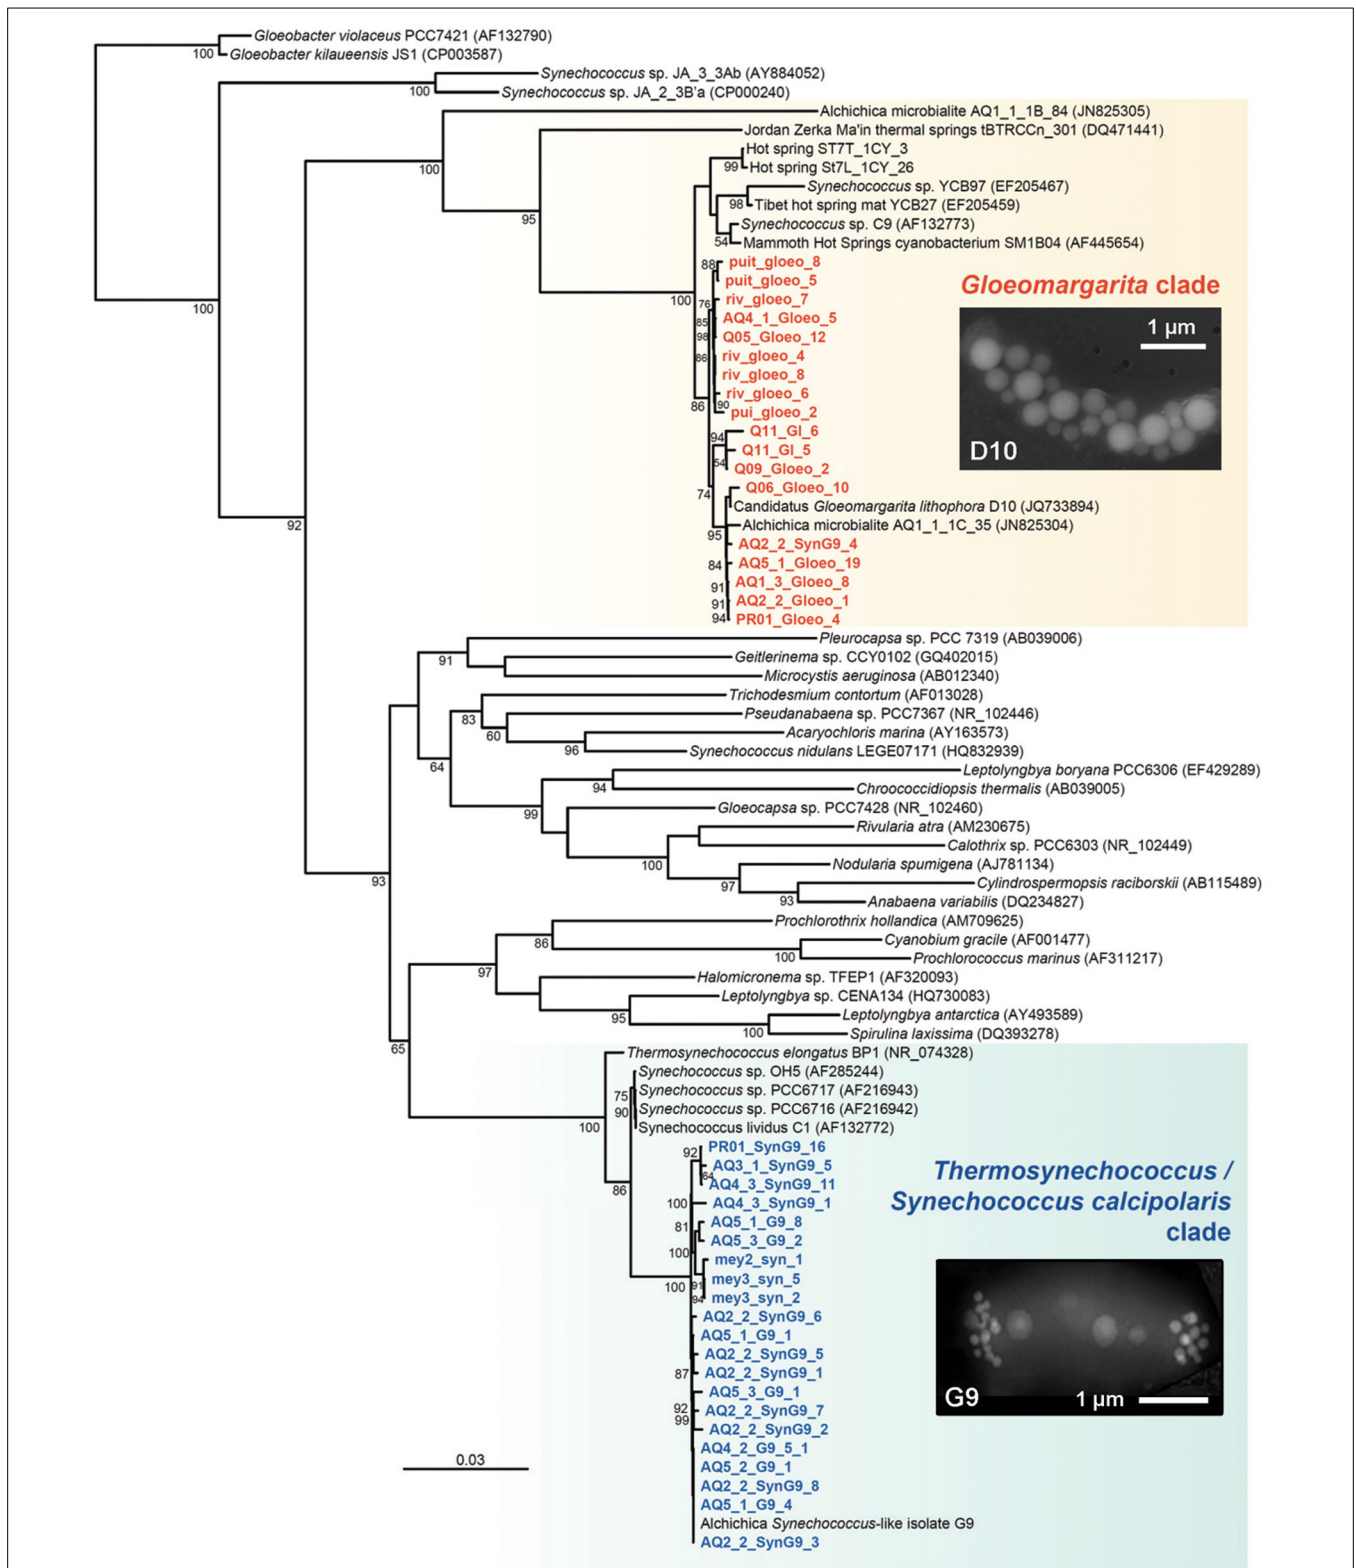 Gloeobacter violaceus PCC7421 (AF132790)
100
Gloeobacter kilaueensis JS1 (CP003587)
Synechococcus sp. JA_3_3Ab (AY884052)
100
Synechococcus sp. JA_2_3B'a (CP000240)
Alchichica microbialite AQ1_1_1B_84 (JN825305)
Jordan Zerka Ma'in thermal springs tBTRCCn_301 (DQ471441)
Hot spring ST7T_1CY_3
100
99
Hot spring St7L_1CY_26
Synechococcus sp. YCB97 (EF205467)
98
Tibet hot spring mat YCB27 (EF205459)
95
Synechococcus sp. C9 (AF132773)
54
Mammoth Hot Springs cyanobacterium SM1B04 (AF445654)
88
puit_gloeo_8
puit_gloeo_5
Gloeomargarita clade
100
100
76
riv_gloeo_7
85
AQ4_1_Gloeo_5
1 µm
98
Q05_Gloeo_12
86
riv_gloeo_4
riv_gloeo_8
riv_gloeo_6
86
90
pui_gloeo_2
94
Q11_Gl_6
Q11_Gl_5
D10
54
Q09_Gloeo_2
74
Q06_Gloeo_10
Candidatus Gloeomargarita lithophora D10 (JQ733894)
92
95
Alchichica microbialite AQ1_1_1C_35 (JN825304)
AQ2_2_SynG9_4
84
AQ5_1_Gloeo_19
91
AQ1_3_Gloeo_8
91
AQ2_2_Gloeo_1
94
PR01_Gloeo_4
Pleurocapsa sp. PCC 7319 (AB039006)
91
Geitlerinema sp. CCY0102 (GQ402015)
Microcystis aeruginosa (AB012340)
Trichodesmium contortum (AF013028)
83
Pseudanabaena sp. PCC7367 (NR_102446)
60
Acaryochloris marina (AY163573)
96
Synechococcus nidulans LEGE07171 (HQ832939)
64
Leptolyngbya boryana PCC6306 (EF429289)
94
Chroococcidiopsis thermalis (AB039005)
99
Gloeocapsa sp. PCC7428 (NR_102460)
Rivularia atra (AM230675)
Calothrix sp. PCC6303 (NR_102449)
100
Nodularia spumigena (AJ781134)
93
97
Cylindrospermopsis raciborskii (AB115489)
93
Anabaena variabilis (DQ234827)
Prochlorothrix hollandica (AM709625)
86
Cyanobium gracile (AF001477)
100
Prochlorococcus marinus (AF311217)
97
Halomicronema sp. TFEP1 (AF320093)
Leptolyngbya sp. CENA134 (HQ730083)
95
Leptolyngbya antarctica (AY493589)
100
Spirulina laxissima (DQ393278)
65
Thermosynechococcus elongatus BP1 (NR_074328)
Synechococcus sp. OH5 (AF285244)
75
Synechococcus sp. PCC6717 (AF216943)
90
Synechococcus sp. PCC6716 (AF216942)
100
Synechococcus lividus C1 (AF132772)
92
PR01_SynG9_16
AQ3_1_SynG9_5
64
AQ4_3_SynG9_11
Thermosynechococcus /
Synechococcus calcipolaris
clade
86
100
AQ4_3_SynG9_1
81
AQ5_1_G9_8
AQ5_3_G9_2
100
mey2_syn_1
100
91
mey3_syn_5
94
mey3_syn_2
AQ2_2_SynG9_6
AQ5_1_G9_1
AQ2_2_SynG9_5
87
AQ2_2_SynG9_1
AQ5_3_G9_1
G9
1 µm
92
AQ2_2_SynG9_7
99
AQ2_2_SynG9_2
AQ4_2_G9_5_1
0.03
AQ5_2_G9_1
AQ2_2_SynG9_8
AQ5_1_G9_4
Alchichica Synechococcus-like isolate G9
AQ2_2_SynG9_3